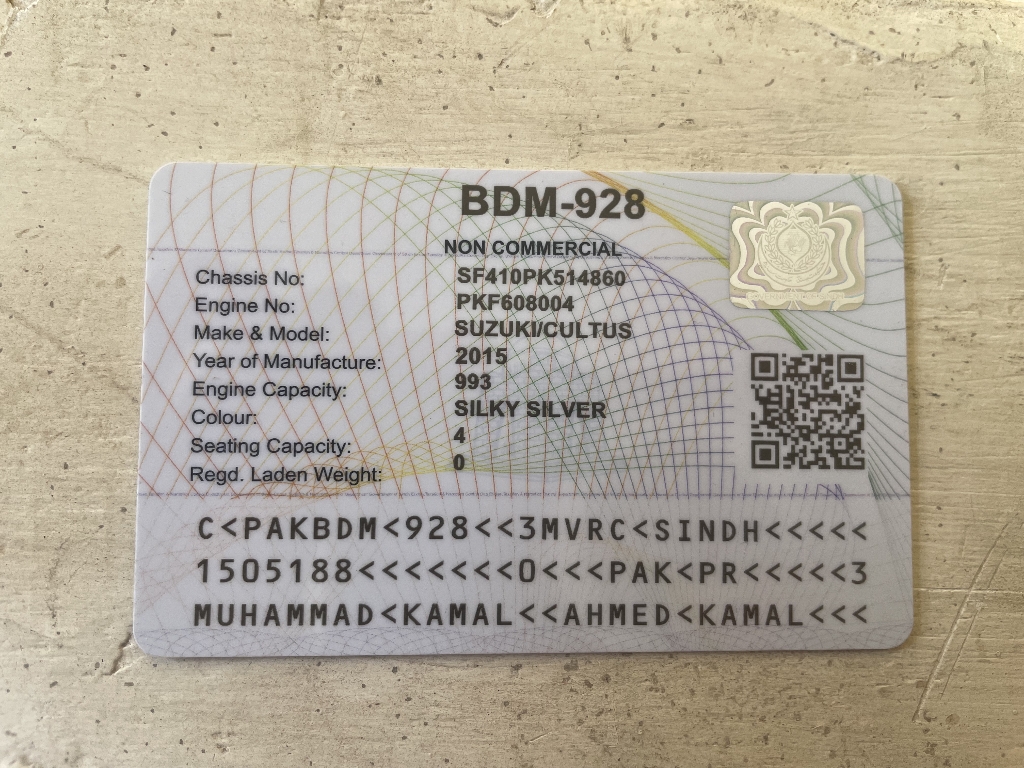 BDM-928
NON COMMERCIAL
Chassis No: SF410PK514860
Engine No: PKF608004
Make & Model: SUZUKI/CULTUS
Year of Manufacture: 2015
Engine Capacity: 993
Colour: SILKY SILVER
Seating Capacity: 4
Regd. Laden Weight: 0
C<PAKBDM<928<<3MVRC<SINDH<<<<<
1505188<<<<<<<0<<<PAK<PR<<<<<3
MUHAMMAD<KAMAL<<AHMED<KAMAL<<<